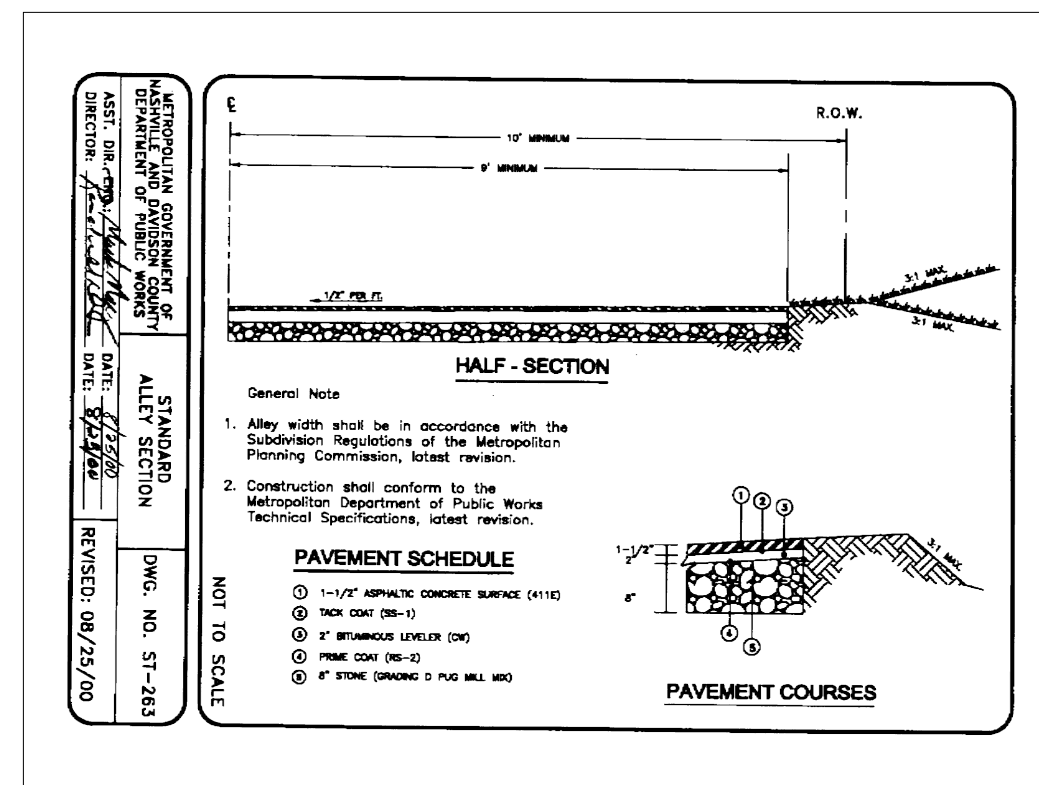 METROPOLITAN GOVERNMENT OF
NASHVILLE AND DAVIDSON COUNTY
DEPARTMENT OF PUBLIC WORKS
ASST. DIR. ENG.:
DATE: 8/25/00
DIRECTOR:
DATE: 8/25/00
STANDARD
ALLEY SECTION
DWG. NO. ST-263
REVISED: 08/25/00
R.O.W.
10' MINIMUM
9' MINIMUM
1/2" PER FT.
3:1 MAX.
3:1 MAX.
HALF - SECTION
General Note
1. Alley width shall be in accordance with the
Subdivision Regulations of the Metropolitan
Planning Commission, latest revision.
2. Construction shall conform to the
Metropolitan Department of Public Works
Technical Specifications, latest revision.
PAVEMENT SCHEDULE
1 1-1/2" ASPHALTIC CONCRETE SURFACE (411E)
2 TACK COAT (SS-1)
3 2" BITUMINOUS LEVELER (CW)
4 PRIME COAT (RS-2)
5 8" STONE (GRADING D PUG MILL MIX)
NOT TO SCALE
1 2 3
1-1/2"
2"
8"
3:1 MAX.
4
5
PAVEMENT COURSES